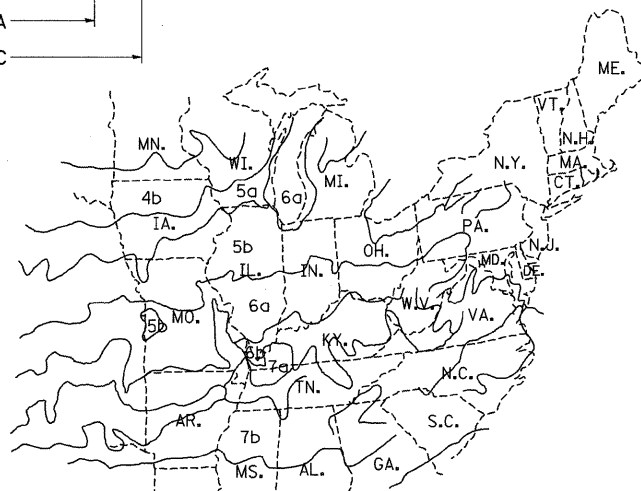 A
C
ME.
VT.
N.H.
MN.
WI.
N.Y.
MA.
CT.
MI.
4b
5a
6a
IA.
PA.
5b
OH.
N.J.
IL.
IN.
MD.
DE.
6a
W.V.
MO.
VA.
5b
KY.
6b
7a
N.C.
TN.
AR.
S.C.
7b
GA.
MS.
AL.